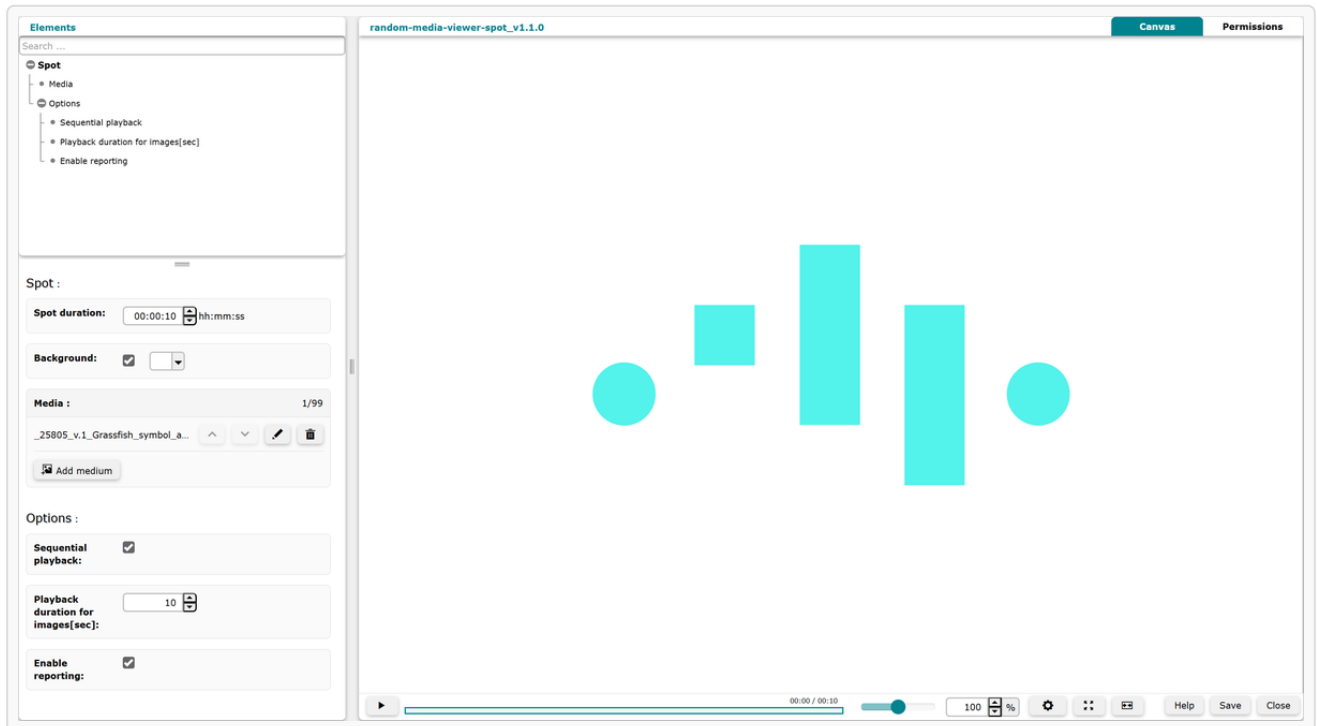 Elements
Search ...
Spot
Media
Options
Sequential playback
Playback duration for images[sec]
Enable reporting
Spot :
Spot duration:
00:00:10
hh:mm:ss
Background:
Media :
1/99
_25805_v.1_Grassfish_symbol_a...
Add medium
Options :
Sequential
playback:
Playback
duration for
images[sec]:
10
Enable
reporting:
random-media-viewer-spot_v1.1.0
Canvas
Permissions
00:00 / 00:10
100
%
Help
Save
Close